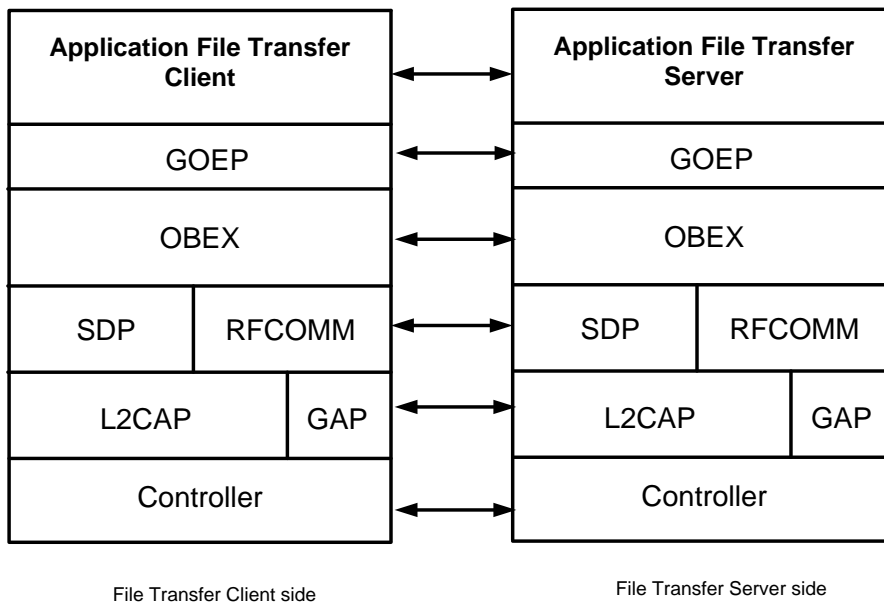 Application File Transfer
Client
GOEP
OBEX
SDP
RFCOMM
L2CAP
GAP
Controller
File Transfer Client side
Application File Transfer
Server
GOEP
OBEX
SDP
RFCOMM
L2CAP
GAP
Controller
File Transfer Server side